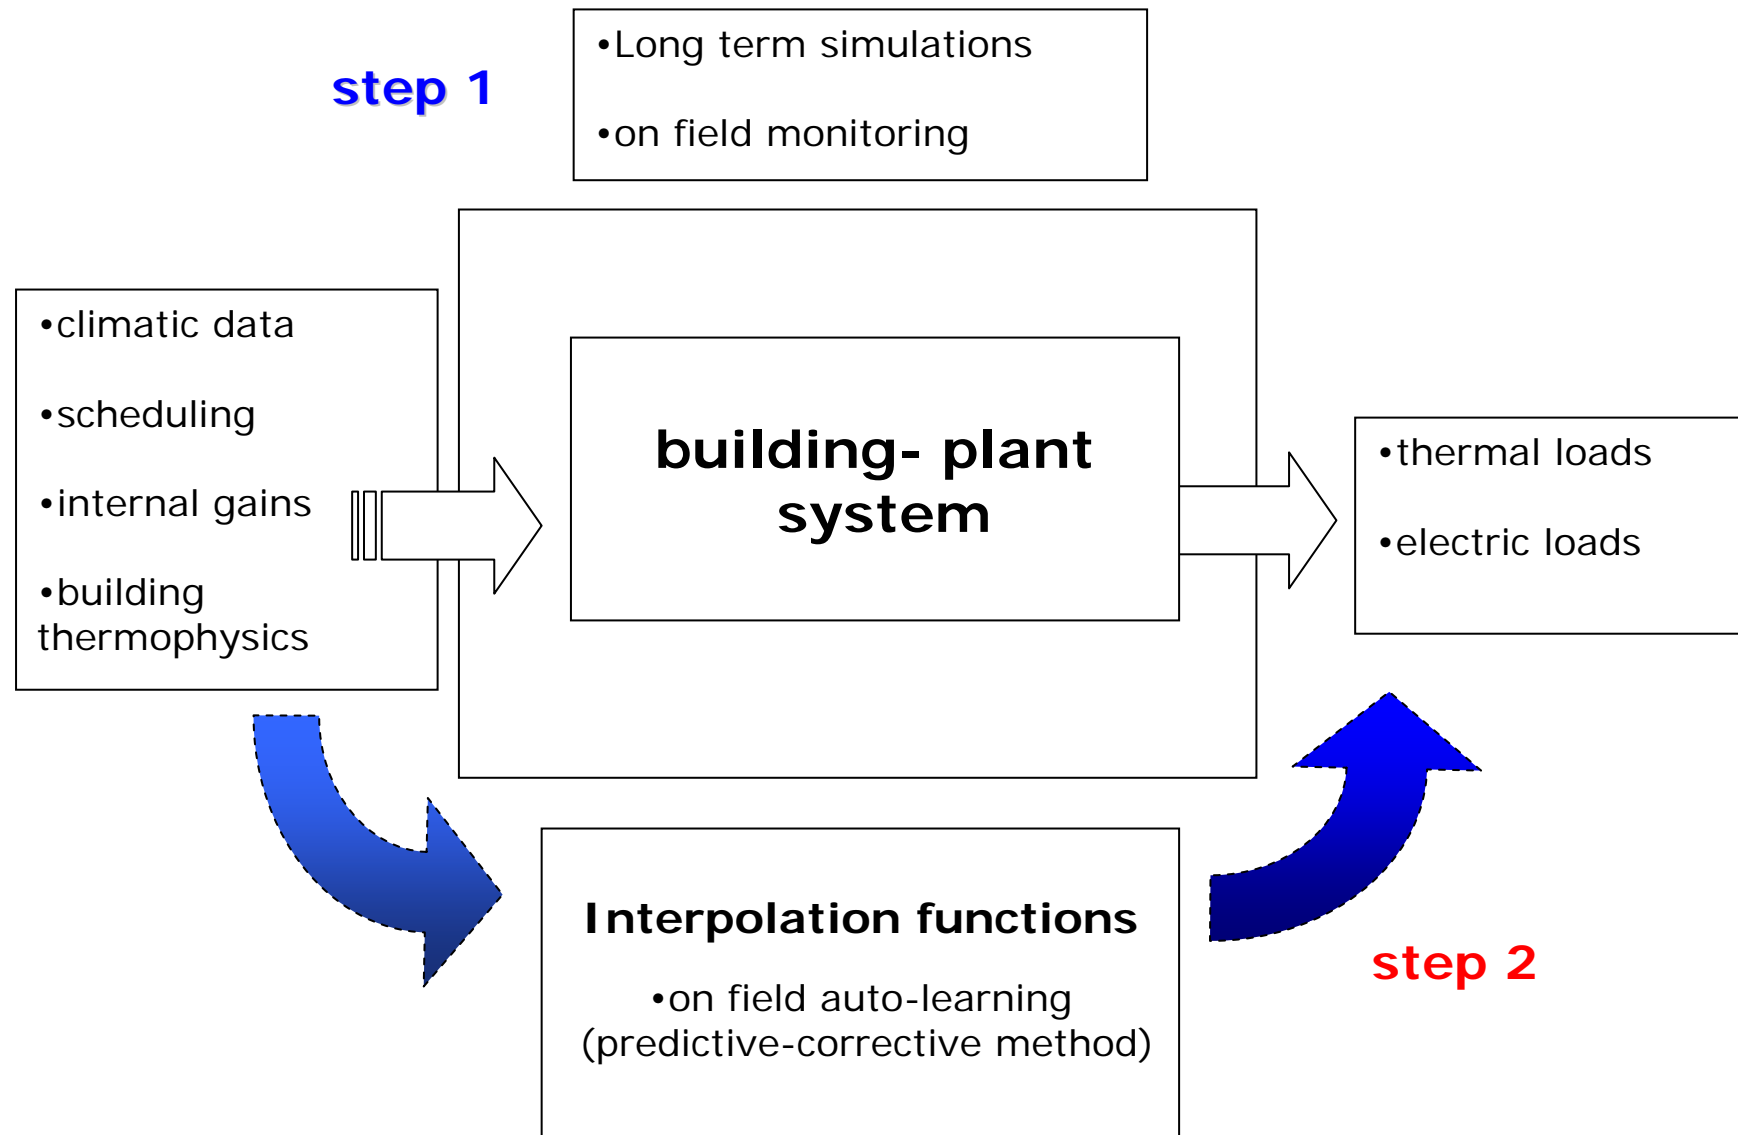 step 1
•Long term simulations
•on field monitoring
•climatic data
•scheduling
•internal gains
•building
thermophysics
building- plant
system
•thermal loads
•electric loads
Interpolation functions
•on field auto-learning
(predictive-corrective method)
step 2